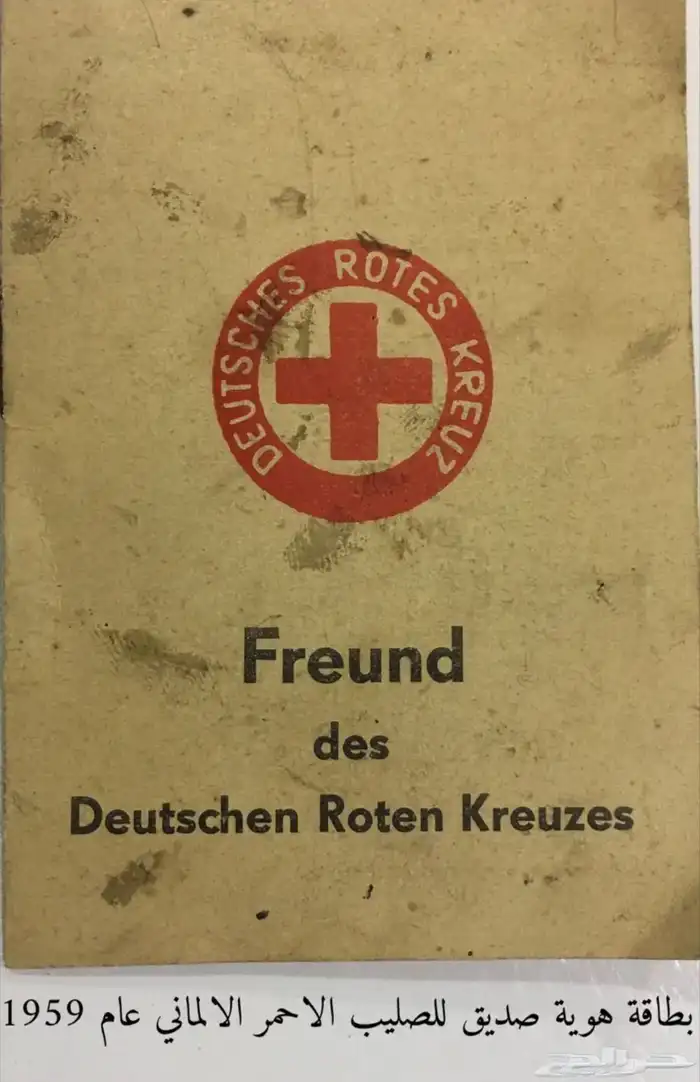 DEUTSCHES ROTES KREUZ
Freund
des
Deutschen Roten Kreuzes
بطاقة هوية صديق للصليب الاحمر الالماني عام 1959
حراج